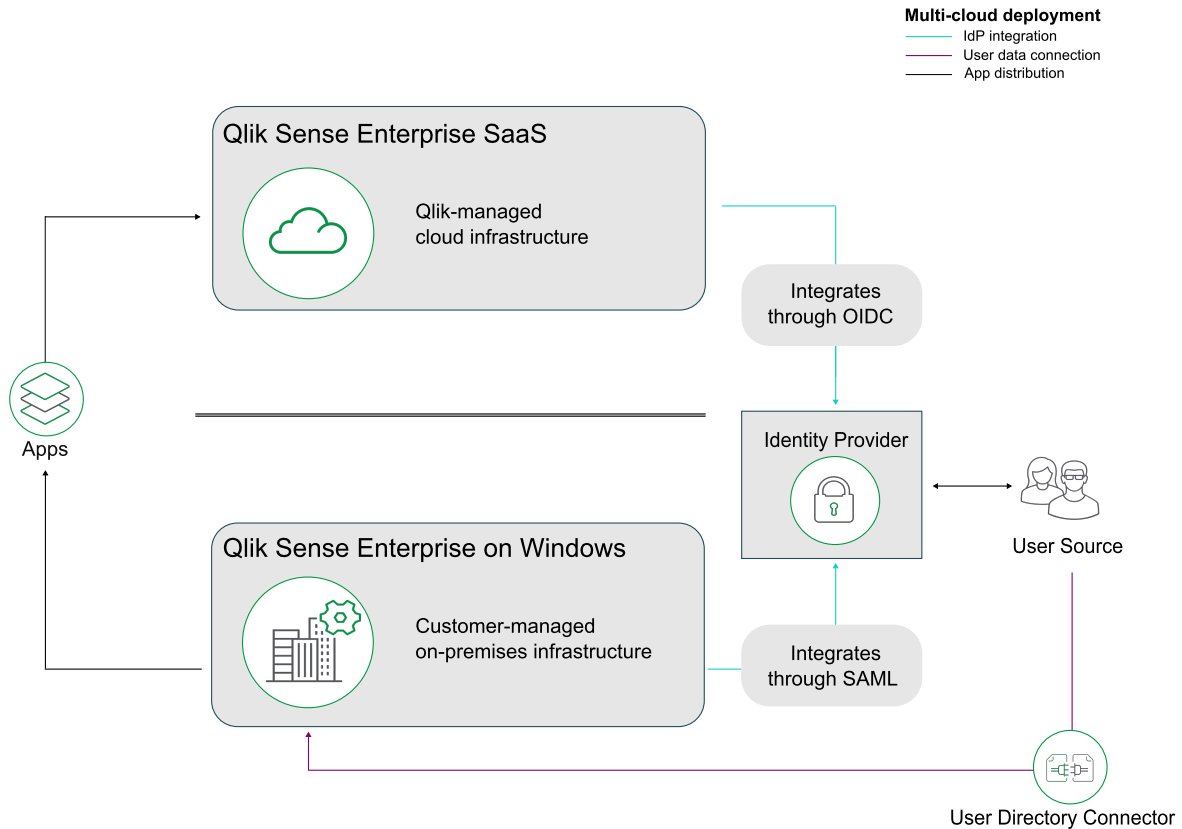 Multi-cloud deployment
IdP integration
User data connection
App distribution
Qlik Sense Enterprise SaaS
Qlik-managed
cloud infrastructure
Integrates
through OIDC
Apps
Identity Provider
User Source
Qlik Sense Enterprise on Windows
Customer-managed
on-premises infrastructure
Integrates
through SAML
User Directory Connector